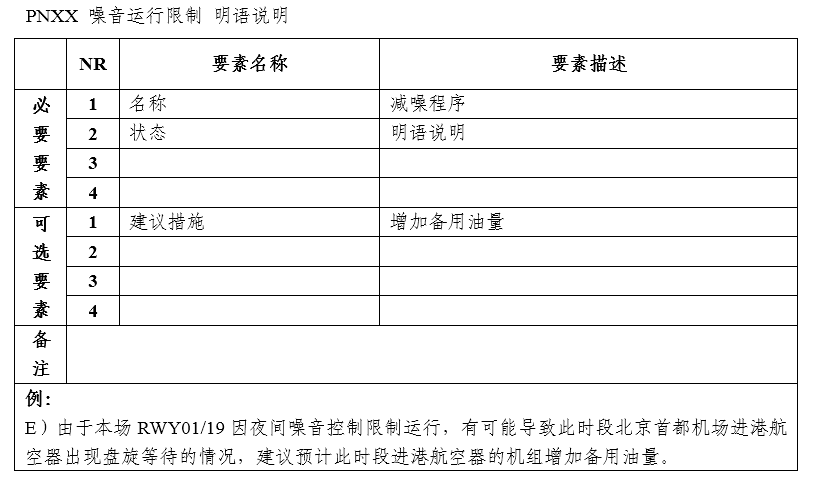 PNXX 噪音运行限制 明语说明
NR 要素名称 要素描述
必要要素
1 名称 减噪程序
2 状态 明语说明
3
4
可选要素
1 建议措施 增加备用油量
2
3
4
备注
例：
E）由于本场 RWY01/19 因夜间噪音控制限制运行，有可能导致此时段北京首都机场进港航
空器出现盘旋等待的情况，建议预计此时段进港航空器的机组增加备用油量。